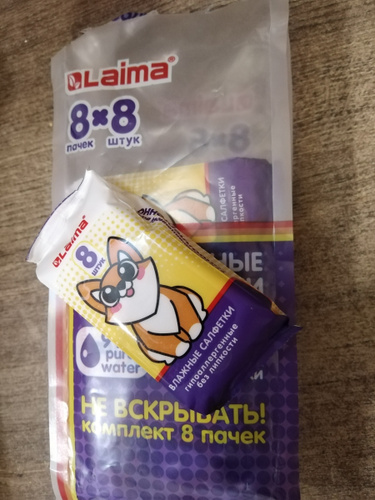 Laima®
8×8
пачек штук
8
САЛФЕТКИ
Laima®
8
ШТУК
ВЛАЖНЫЕ САЛФЕТКИ
гипоаллергенные
без липкости
pure
water
НЕ ВСКРЫВАТЬ!
комплект 8 пачек